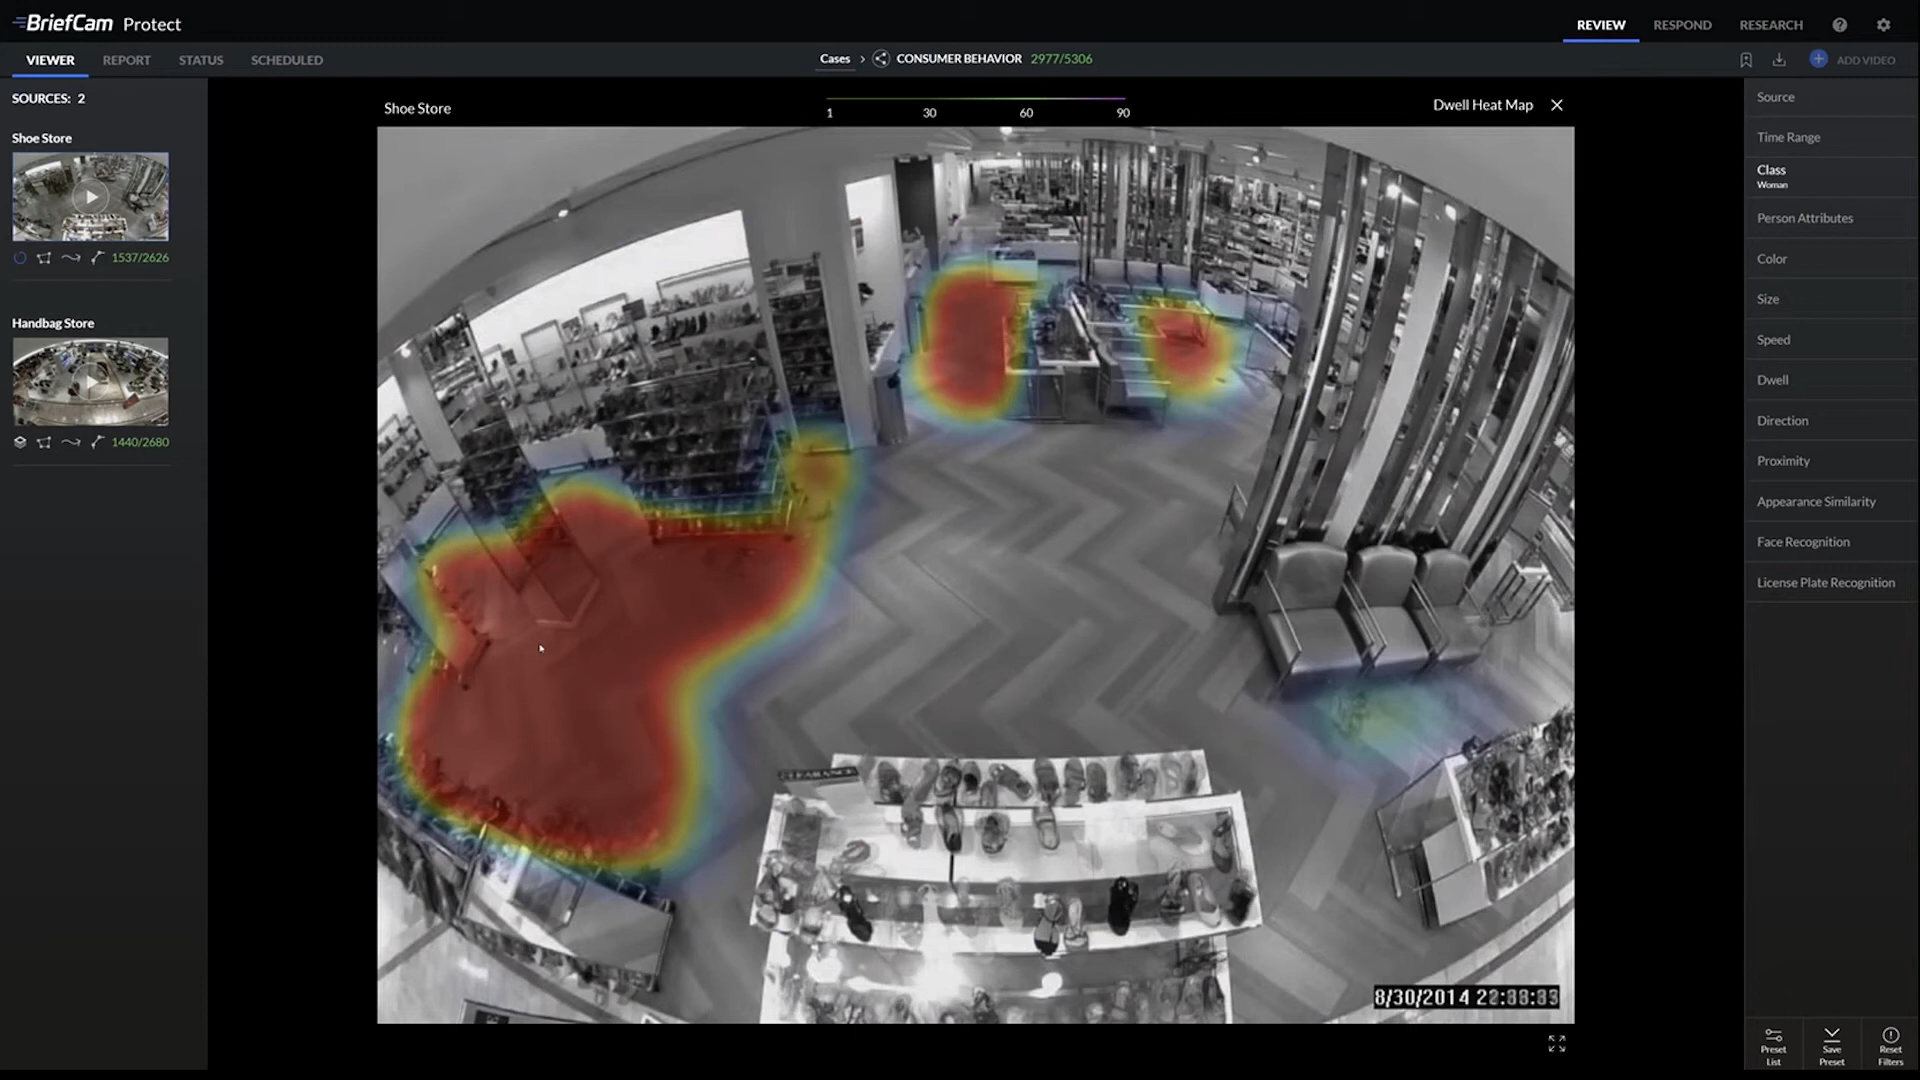 BriefCam Protect
REVIEW RESPOND RESEARCH
VIEWER REPORT STATUS SCHEDULED
Cases > CONSUMER BEHAVIOR 2977/5306
ADD VIDEO
SOURCES: 2
Shoe Store
1537/2626
Handbag Store
1440/2680
Shoe Store
1 30 60 90
Dwell Heat Map
CLEARANCE
8/30/2014
Source
Time Range
Class
Woman
Person Attributes
Color
Size
Speed
Dwell
Direction
Proximity
Appearance Similarity
Face Recognition
License Plate Recognition
Preset List
Save Preset
Reset Filters